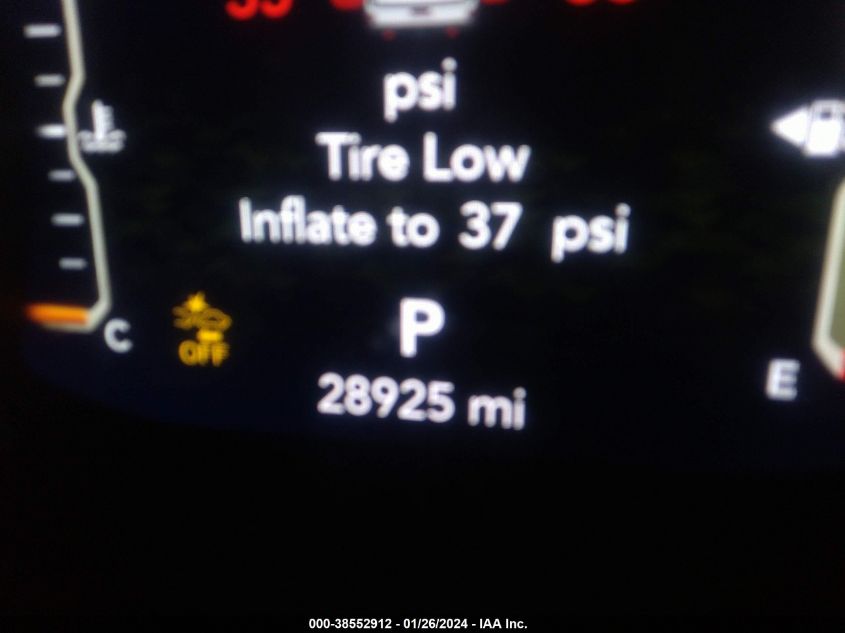 psi
Tire Low
Inflate to 37 psi
P
C
OFF
28925 mi
E
000-38552912 - 01/26/2024 - IAA Inc.